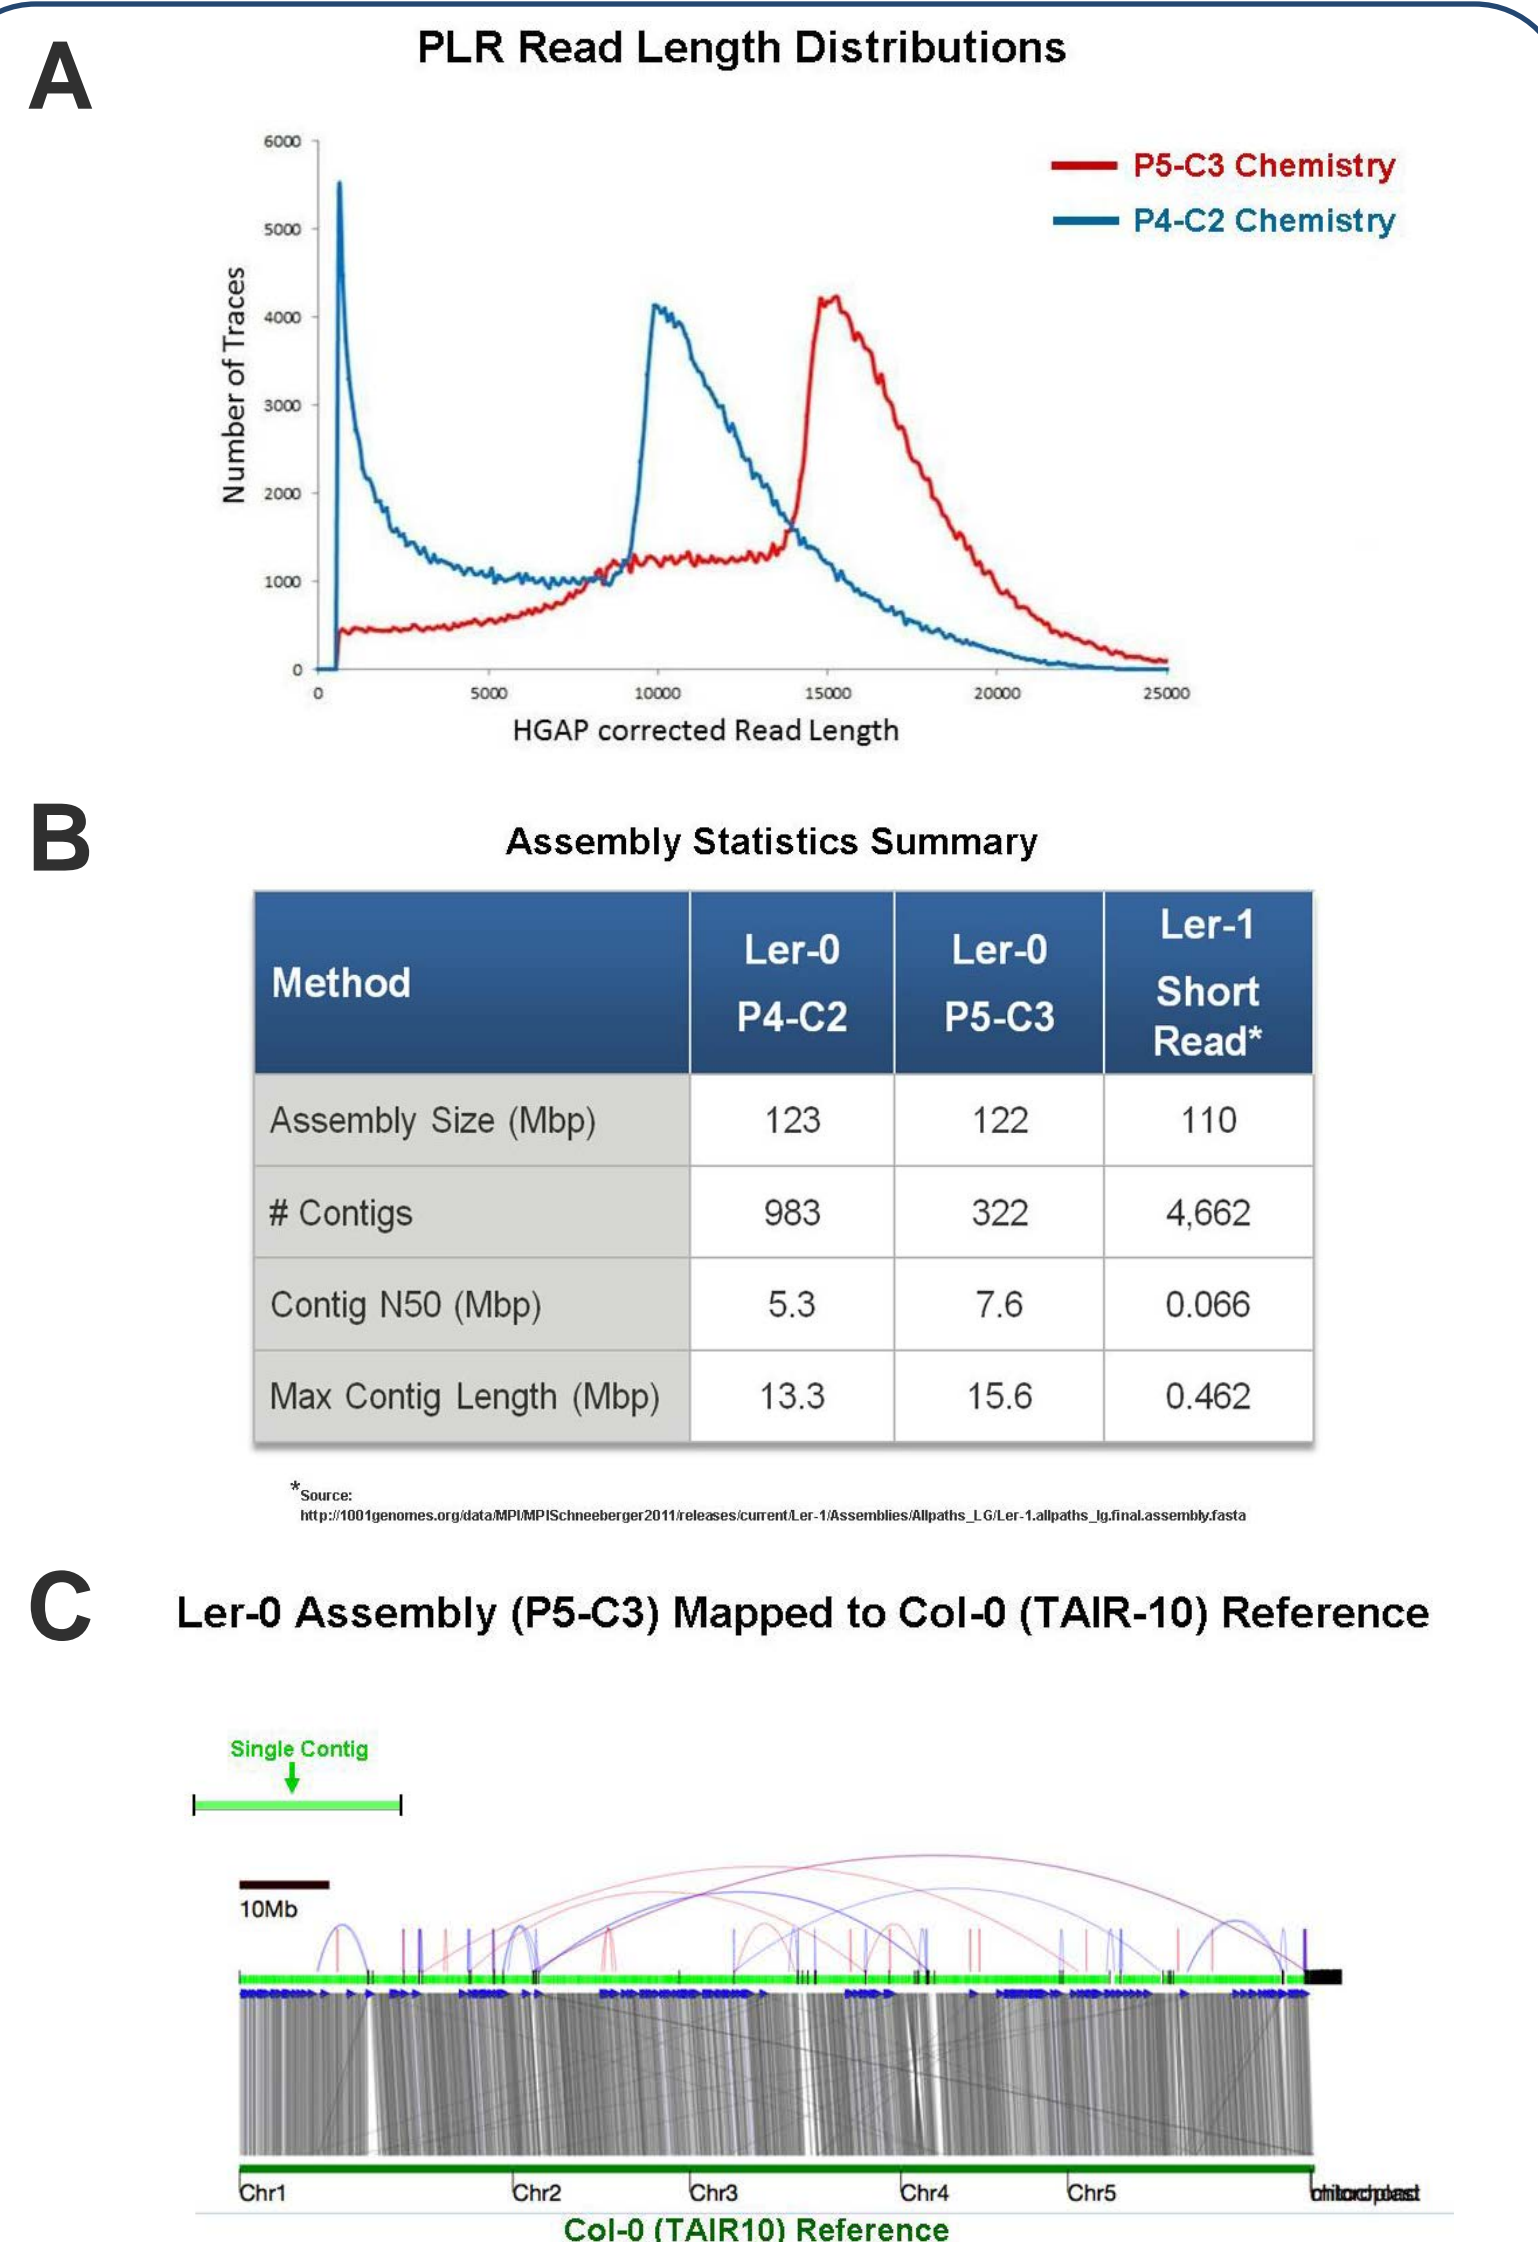 A
PLR Read Length Distributions
6000
5000
4000
3000
2000
1000
0
Number of Traces
P5-C3 Chemistry
P4-C2 Chemistry
0 5000 10000 15000 20000 25000
HGAP corrected Read Length
B
Assembly Statistics Summary
Method
Ler-0
P4-C2
Ler-0
P5-C3
Ler-1
Short
Read*
Assembly Size (Mbp) 123 122 110
# Contigs 983 322 4,662
Contig N50 (Mbp) 5.3 7.6 0.066
Max Contig Length (Mbp) 13.3 15.6 0.462
*Source:
http://1001genomes.org/data/MPI/MPISchneeberger2011/releases/current/Ler-1/Assemblies/Allpaths_LG/Ler-1.allpaths_lg.final.assembly.fasta
C
Ler-0 Assembly (P5-C3) Mapped to Col-0 (TAIR-10) Reference
Single Contig
10Mb
Chr1 Chr2 Chr3 Chr4 Chr5
Col-0 (TAIR10) Reference